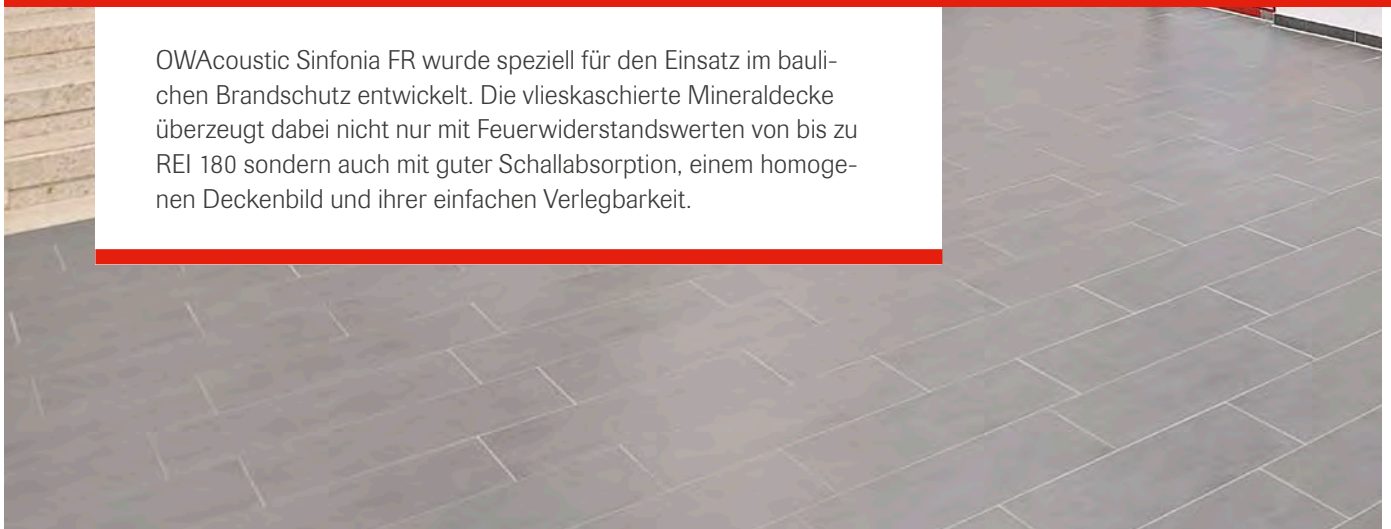 OWAcoustic Sinfonia FR wurde speziell für den Einsatz im bauli-
chen Brandschutz entwickelt. Die vlieskaschierte Mineraldecke
überzeugt dabei nicht nur mit Feuerwiderstandswerten von bis zu
REI 180 sondern auch mit guter Schallabsorption, einem homoge-
nen Deckenbild und ihrer einfachen Verlegbarkeit.